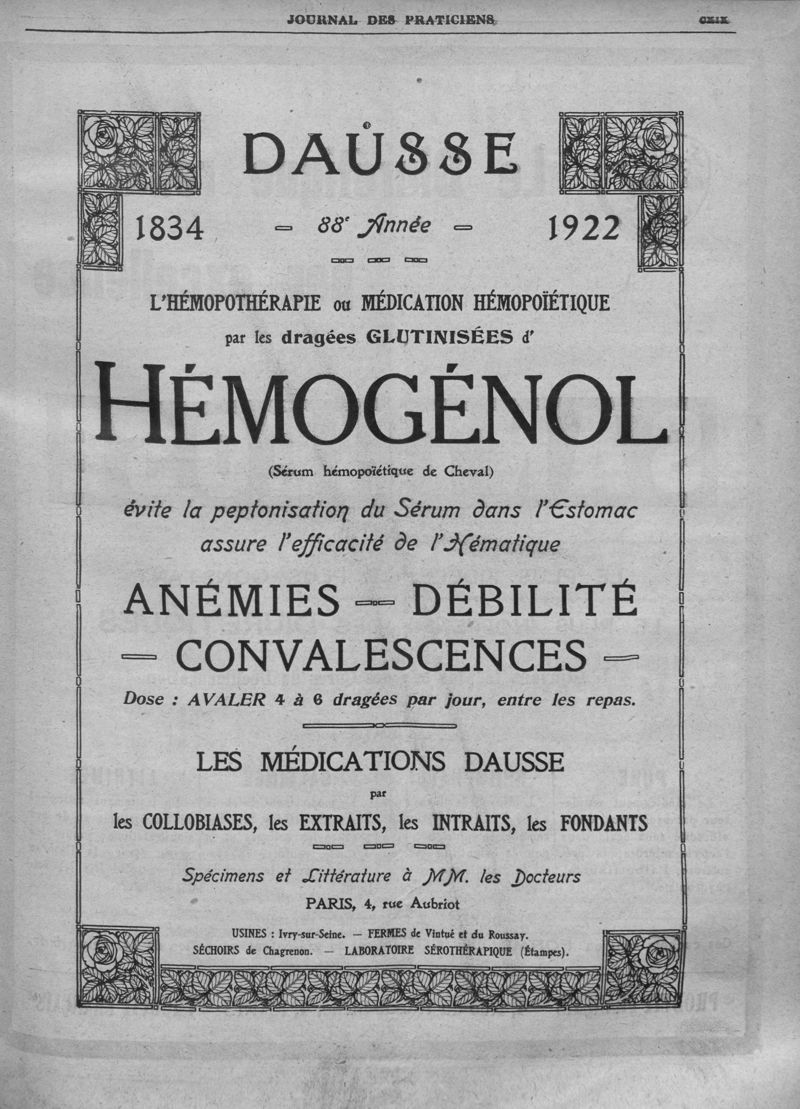 JOURNAL DES PRATICIENS
CXIX
DAUSSE
1834 — 88e Année — 1922
L'HÉMOPOTHÉRAPIE ou MÉDICATION HÉMOPOÏÉTIQUE
par les dragées GLUTINISÉES d'
HÉMOGÉNOL
(Sérum hémopoïétique de Cheval)
évite la peptonisation du Sérum dans l'Estomac
assure l'efficacité de l'Hématique
ANÉMIES — DÉBILITÉ
— CONVALESCENCES —
Dose : AVALER 4 à 6 dragées par jour, entre les repas.
LES MÉDICATIONS DAUSSE
par
les COLLOBIASES, les EXTRAITS, les INTRAITS, les FONDANTS
Spécimens et Littérature à MM. les Docteurs
PARIS, 4, rue Aubriot
USINES : Ivry-sur-Seine. — FERMES de Vintué et du Roussay.
SÉCHOIRS de Chagrenon. — LABORATOIRE SÉROTHÉRAPIQUE (Étampes).